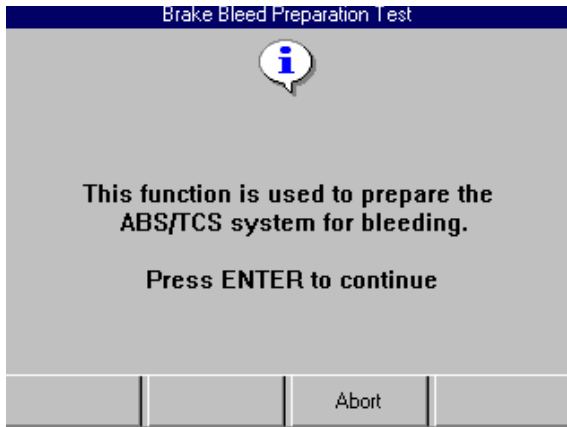 Brake Bleed Preparation Test
This function is used to prepare the
ABS/TCS system for bleeding.
Press ENTER to continue
Abort